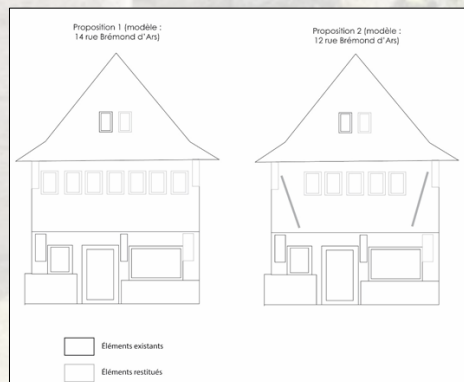 Proposition 1 (modèle :
14 rue Brémond d'Ars)
Proposition 2 (modèle :
12 rue Brémond d'Ars)
Éléments existants
Éléments restitués